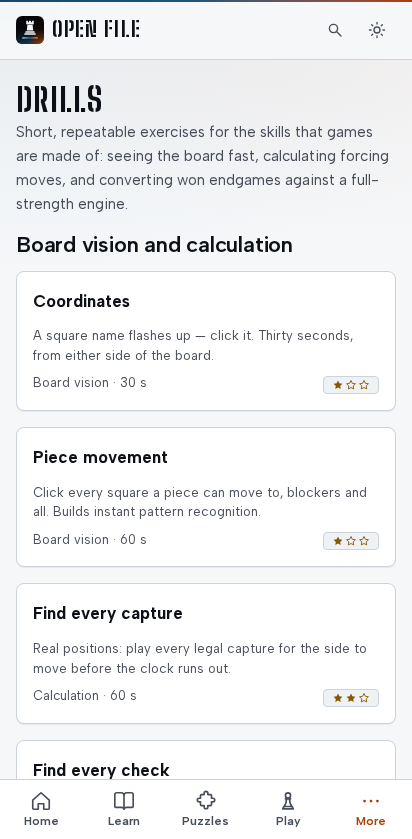 OPEN FILE
DRILLS
Short, repeatable exercises for the skills that games
are made of: seeing the board fast, calculating forcing
moves, and converting won endgames against a full-
strength engine.
Board vision and calculation
Coordinates
A square name flashes up — click it. Thirty seconds,
from either side of the board.
Board vision · 30 s
Piece movement
Click every square a piece can move to, blockers and
all. Builds instant pattern recognition.
Board vision · 60 s
Find every capture
Real positions: play every legal capture for the side to
move before the clock runs out.
Calculation · 60 s
Find every check
Home Learn Puzzles Play More